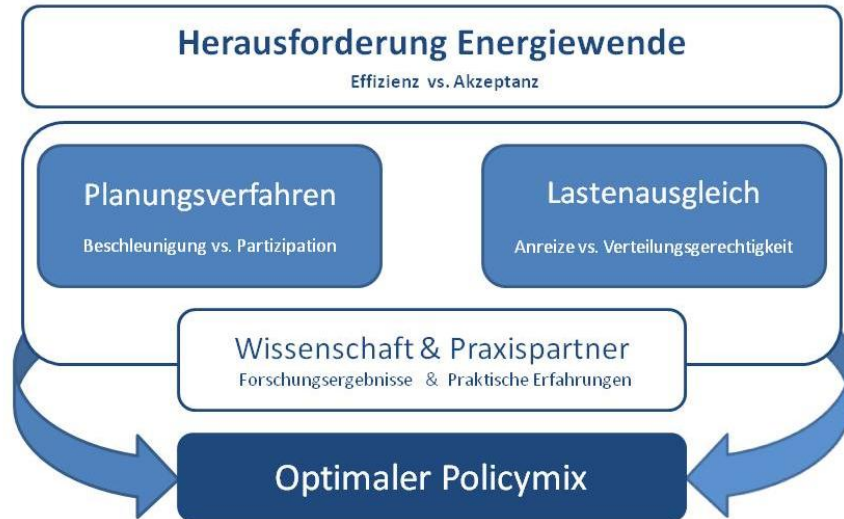 Herausforderung Energiewende
Effizienz vs. Akzeptanz
Planungsverfahren
Beschleunigung vs. Partizipation
Lastenausgleich
Anreize vs. Verteilungsgerechtigkeit
Wissenschaft & Praxispartner
Forschungsergebnisse & Praktische Erfahrungen
Optimaler Policymix